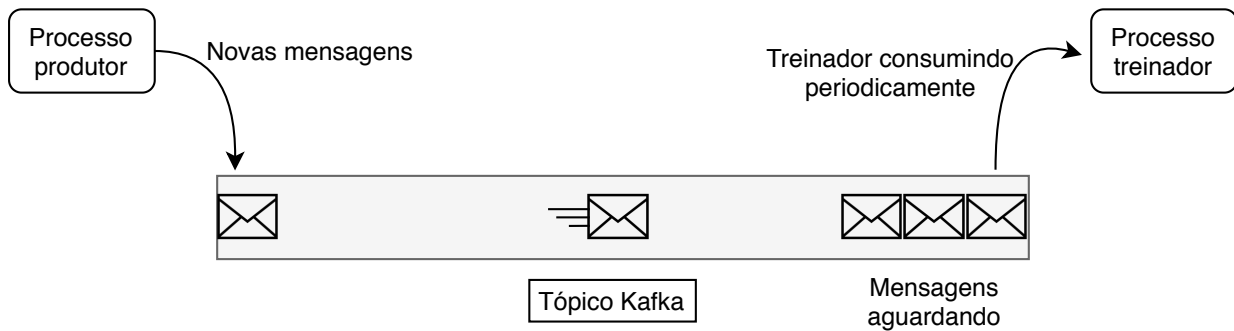 Processo
produtor
Novas mensagens
Treinador consumindo
periodicamente
Processo
treinador
Tópico Kafka
Mensagens
aguardando